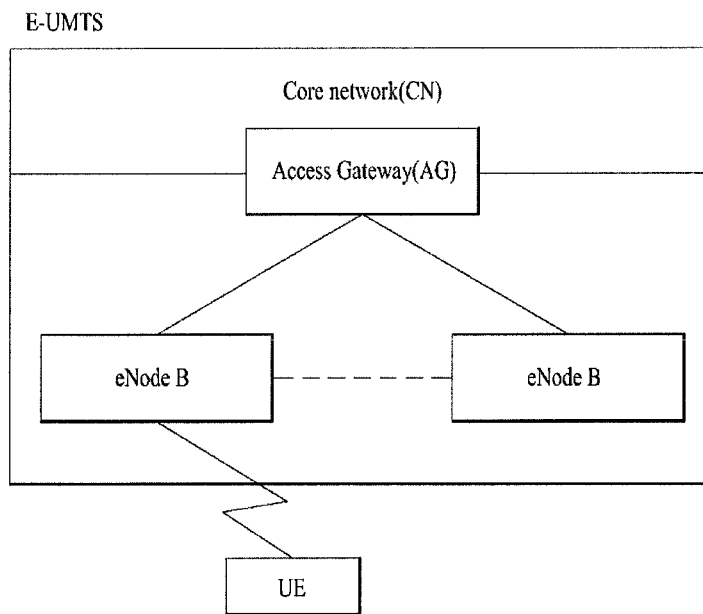 E-UMTS
Core network(CN)
Access Gateway(AG)
eNode B
eNode B
UE